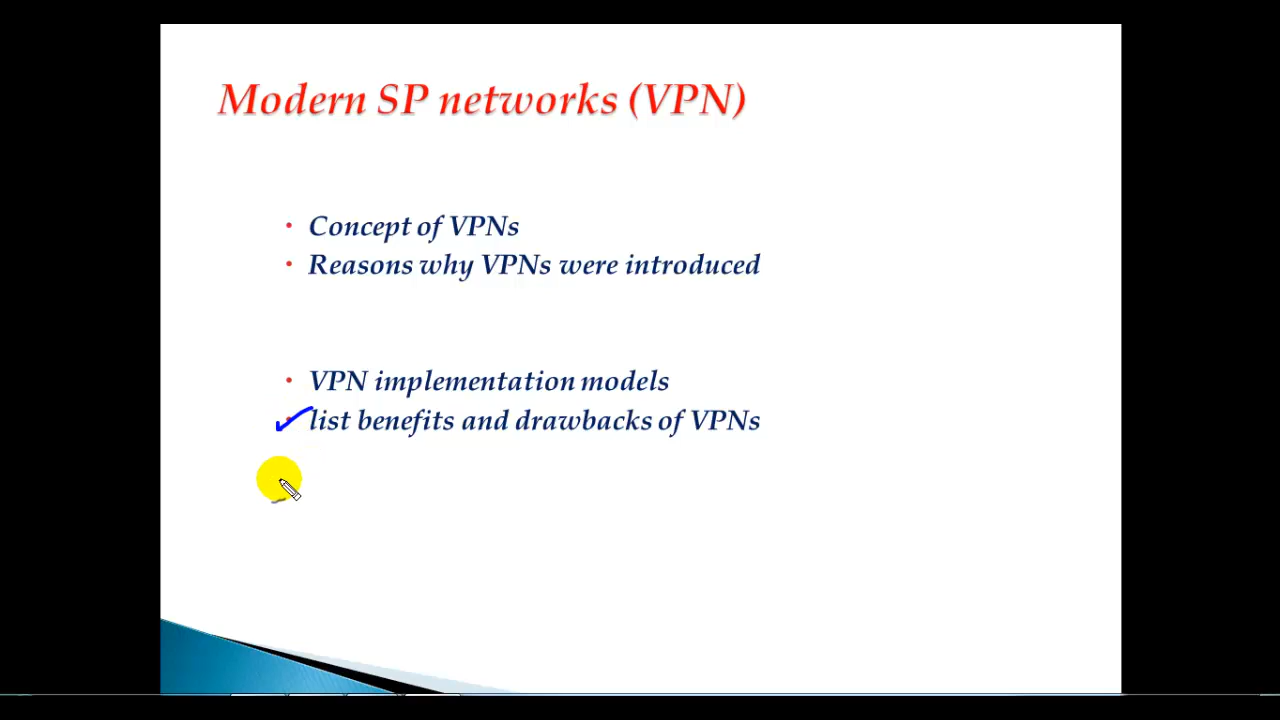 Modern SP networks (VPN)
• Concept of VPNs
• Reasons why VPNs were introduced
• VPN implementation models
• list benefits and drawbacks of VPNs